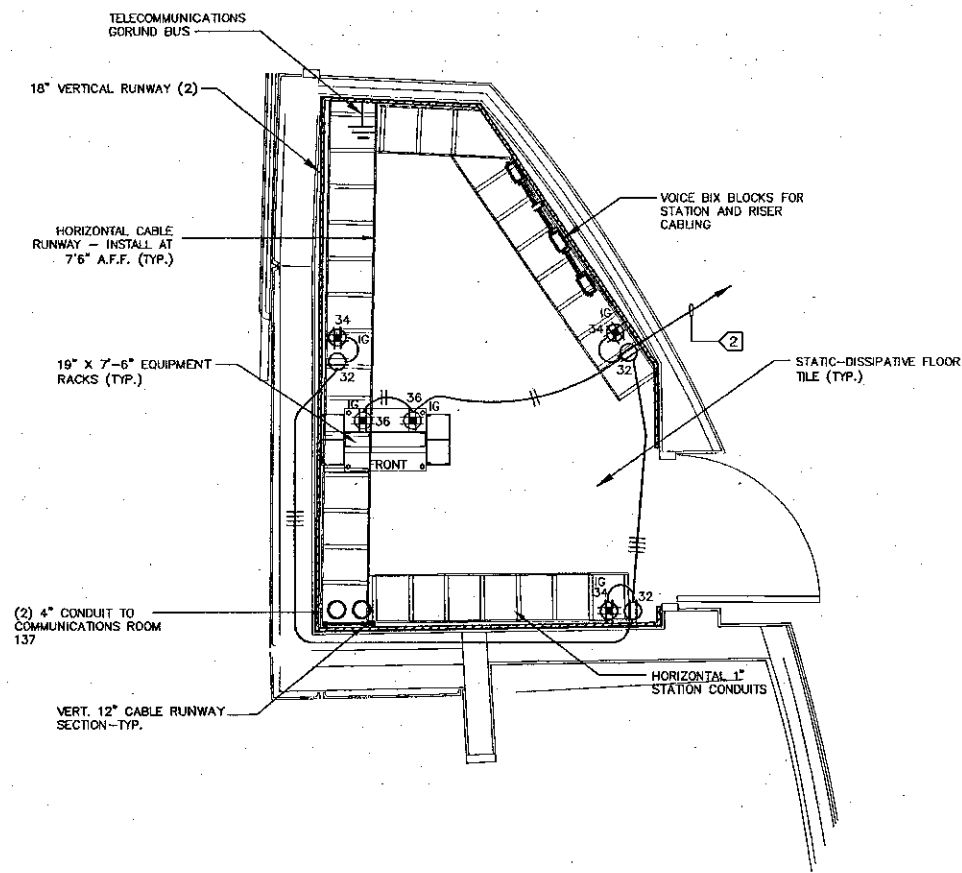 TELECOMMUNICATIONS
GORUND BUS
18" VERTICAL RUNWAY (2)
VOICE BIX BLOCKS FOR
STATION AND RISER
CABLING
HORIZONTAL CABLE
RUNWAY - INSTALL AT
7'6" A.F.F. (TYP.)
2
34
IG
32
IG
34
32
19" X 7'-6" EQUIPMENT
RACKS (TYP.)
STATIC-DISSIPATIVE FLOOR
TILE (TYP.)
IG
36
36
IG
FRONT
(2) 4" CONDUIT TO
COMMUNICATIONS ROOM
137
IG
34
32
HORIZONTAL 1"
STATION CONDUITS
VERT. 12" CABLE RUNWAY
SECTION-TYP.